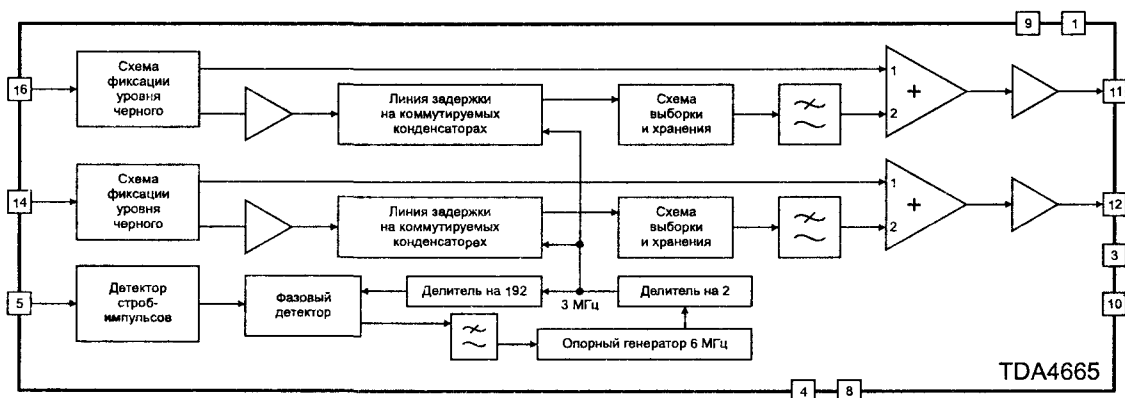 9 1
16
Схема
фиксации
уровня
черного
Линия задержки
на коммутируемых
конденсаторах
Схема
выборки
и хранения
1
2
+
11
14
Схема
фиксации
уровня
черного
Линия задержки
на коммутируемых
конденсаторах
Схема
выборки
и хранения
1
2
+
12
3
5
Детектор
строб-
импульсов
Фазовый
детектор
Делитель на 192
3 МГц
Делитель на 2
10
Опорный генератор 6 МГц
TDA4665
4 8